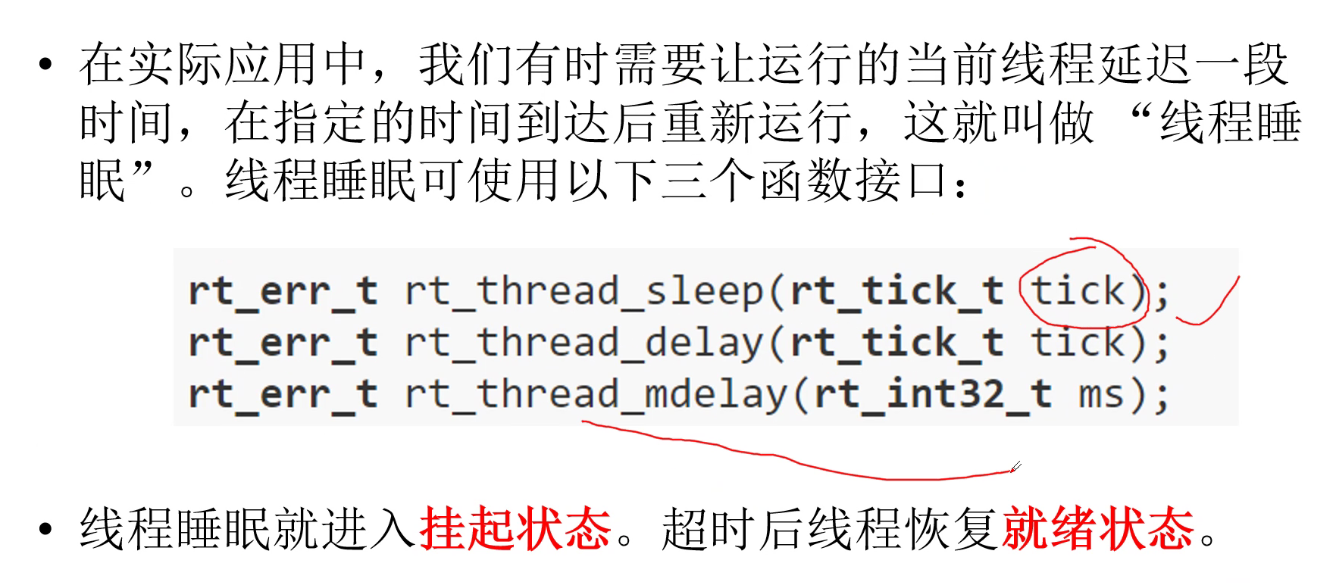 • 在实际应用中，我们有时需要让运行的当前线程延迟一段
时间，在指定的时间到达后重新运行，这就叫做 “线程睡
眠”。线程睡眠可使用以下三个函数接口：
rt_err_t rt_thread_sleep(rt_tick_t tick);
rt_err_t rt_thread_delay(rt_tick_t tick);
rt_err_t rt_thread_mdelay(rt_int32_t ms);
• 线程睡眠就进入挂起状态。超时后线程恢复就绪状态。